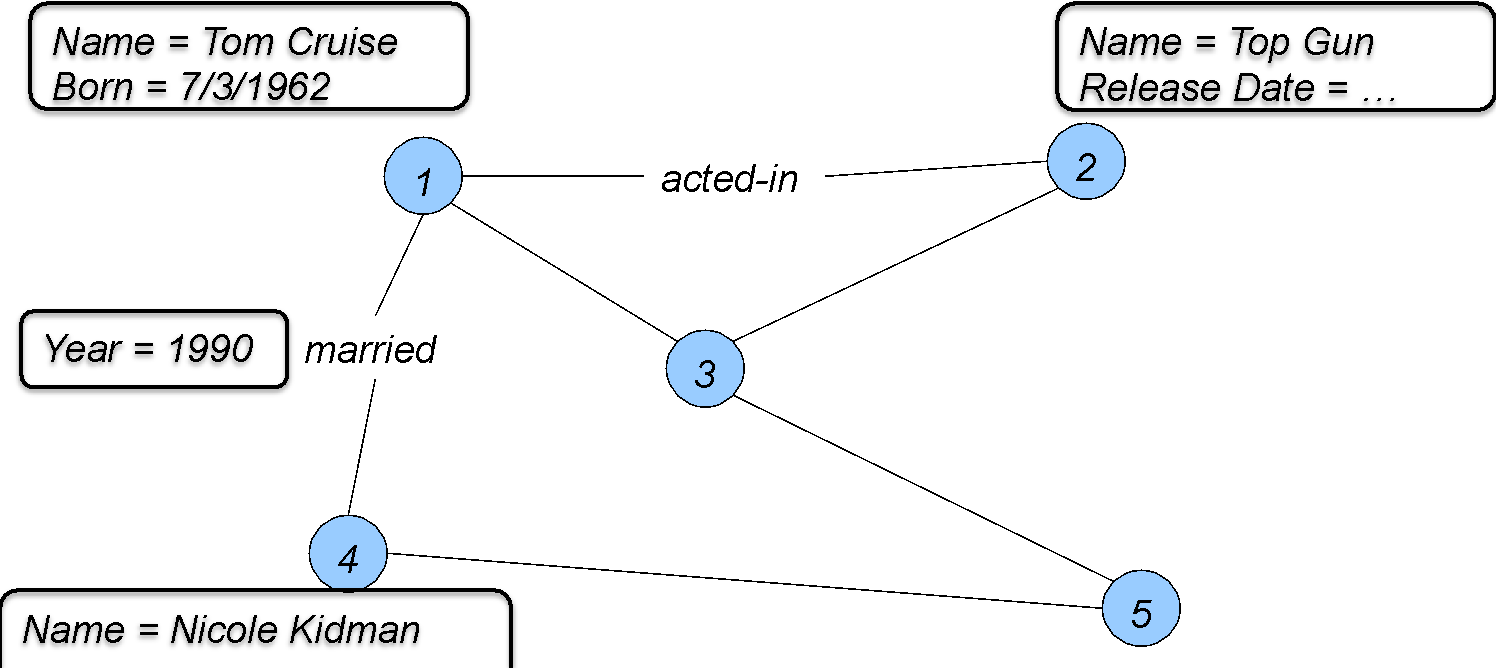 Name = Tom Cruise
Born = 7/3/1962
Name = Top Gun
Release Date = …
1
acted-in
2
Year = 1990
married
3
4
5
Name = Nicole Kidman